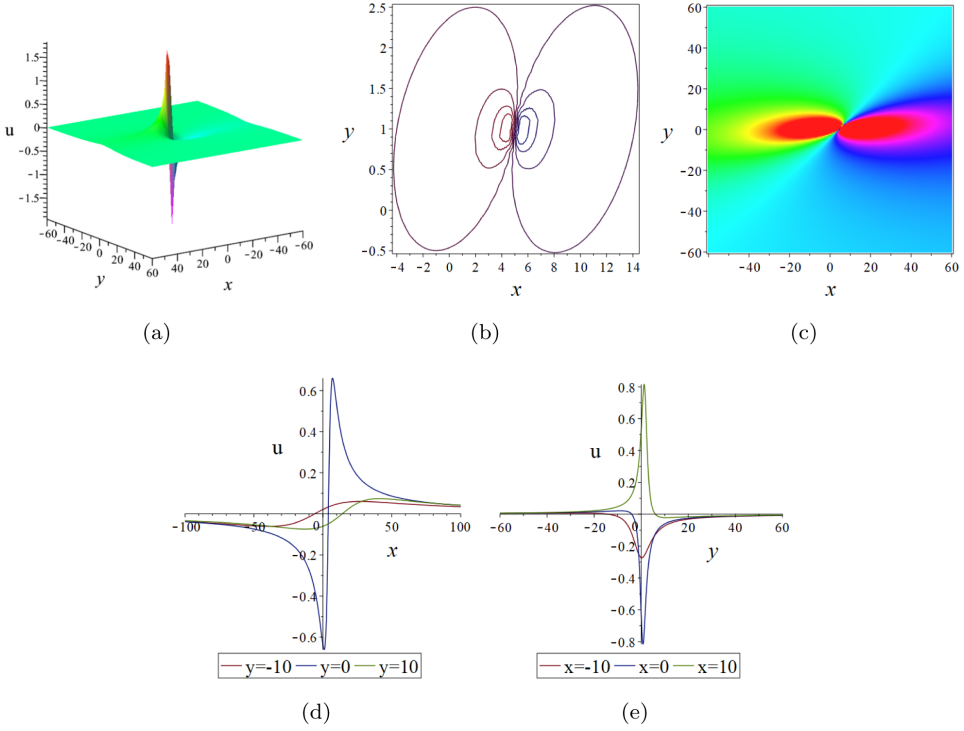 1.5
1
u 0.5
0
−0.5
−1
−1.5
−60 −40 −20 0 20 40 60
y
60 40 20 0 −20 −40 −60
x
2.5
2
1.5
y
1
0.5
0
−0.5
−4 −2 0 2 4 6 8 10 12 14
x
60
40
20
y 0
−20
−40
−60
−40 −20 0 20 40 60
x
(a) (b) (c)
0.6
0.4
u
0.2
−100 −50 0 50 100
x
−0.2
−0.4
−0.6
y=-10 y=0 y=10
0.8
0.6
u
0.4
0.2
−60 −40 −20 0 20 40 60
y
−0.2
−0.4
−0.6
−0.8
x=-10 x=0 x=10
(d) (e)